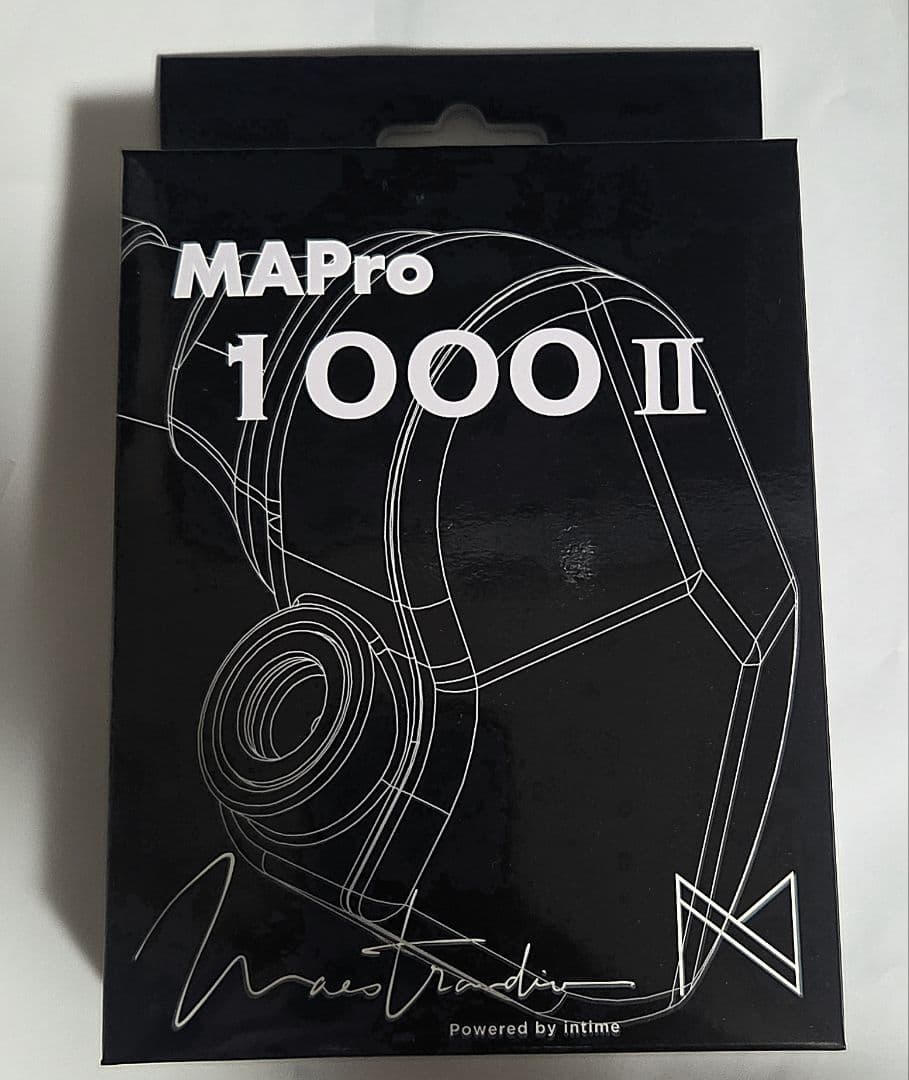 MAPro
1000 II
Maestraudio
Powered by intime